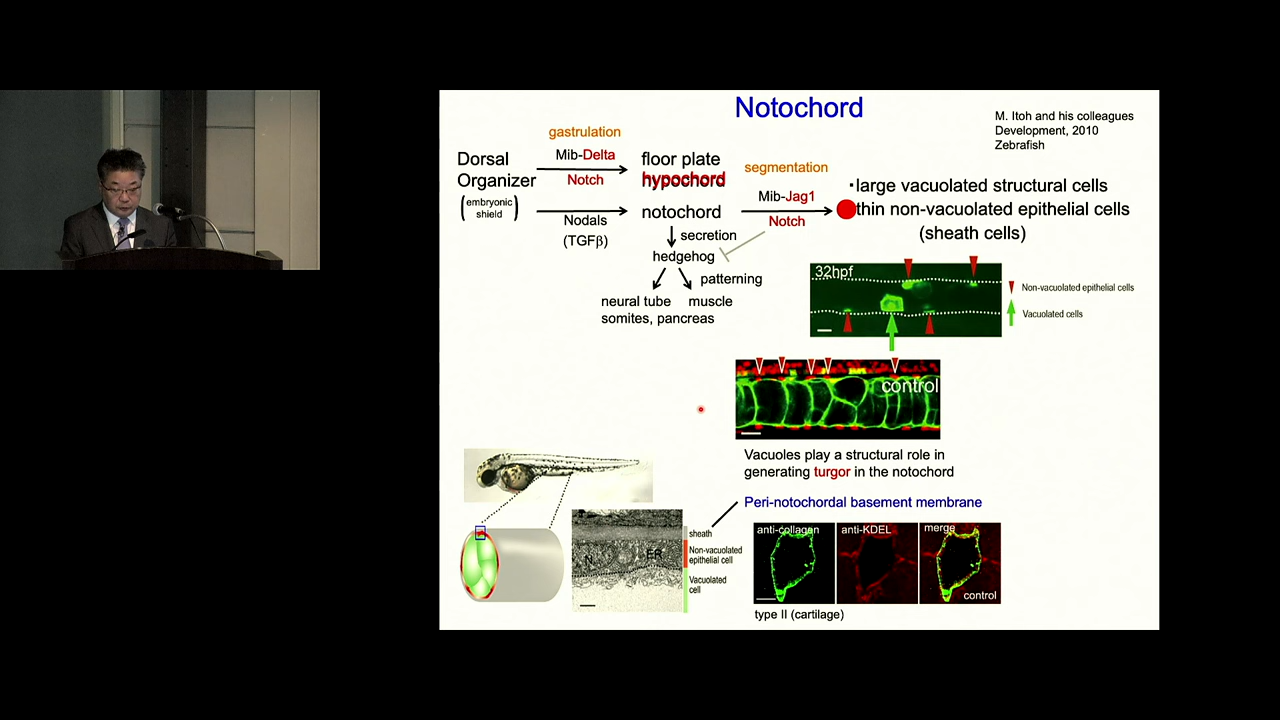 Notochord
M. Itoh and his colleagues
Development, 2010
Zebrafish
gastrulation
Dorsal
Organizer
(embryonic
shield)
Mib-Delta
Notch
floor plate
hypochord
Nodals
(TGFβ)
notochord
segmentation
Mib-Jag1
Notch
·large vacuolated structural cells
thin non-vacuolated epithelial cells
(sheath cells)
secretion
hedgehog
patterning
neural tube
muscle
somites, pancreas
32hpf
Non-vacuolated epithelial cells
Vacuolated cells
control
Vacuoles play a structural role in
generating turgor in the notochord
Peri-notochordal basement membrane
sheath
Non-vacuolated
epithelial cell
Vacuolated
cell
N
ER
anti-collagen
anti-KDEL
merge
control
type II (cartilage)